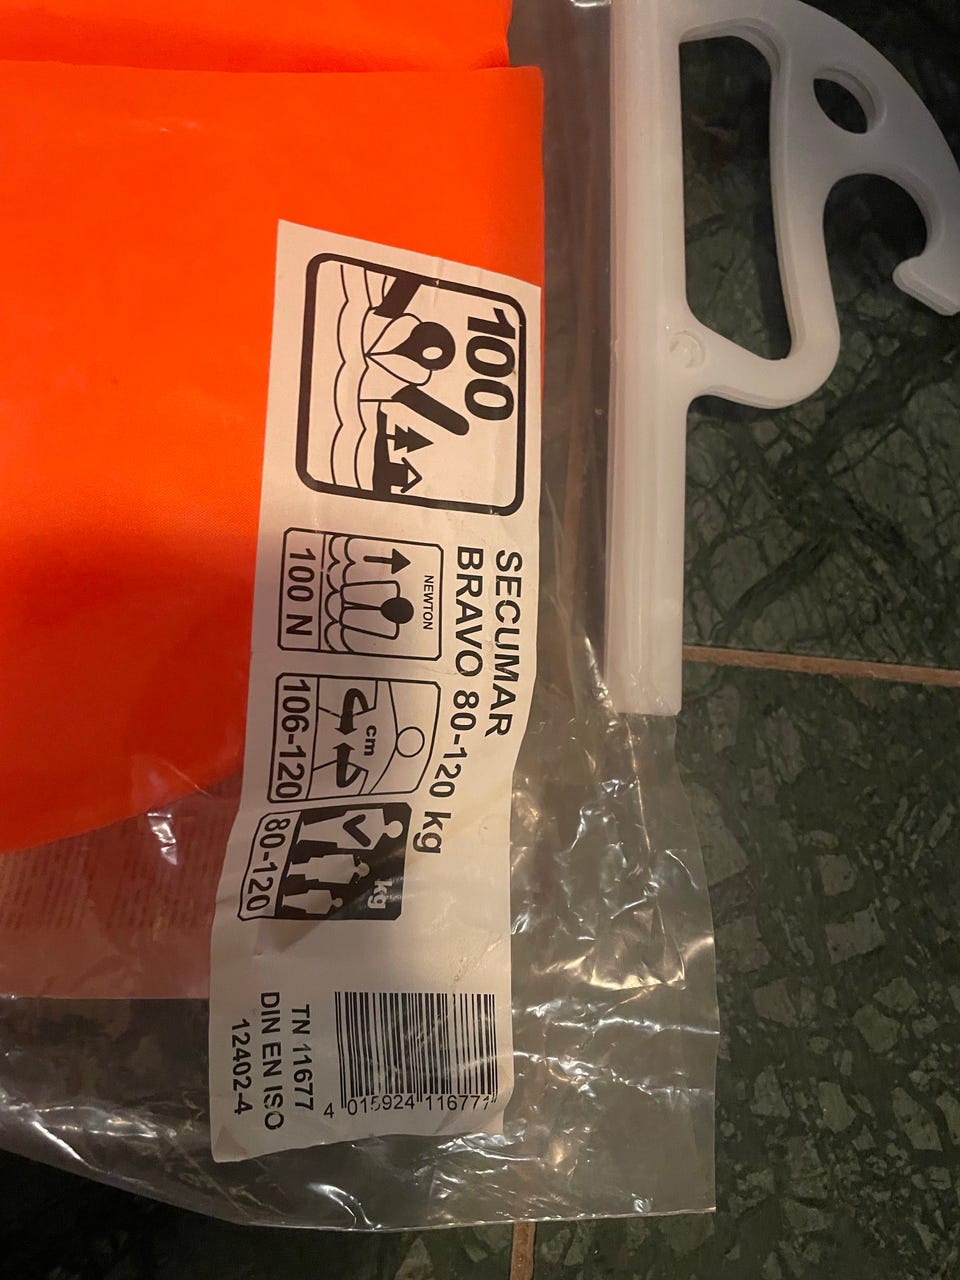 100
SECUMAR
BRAVO 80-120 kg
NEWTON
100 N
cm
106-120
kg
80-120
TN 11677
DIN EN ISO
12402-4
4 015924 116771